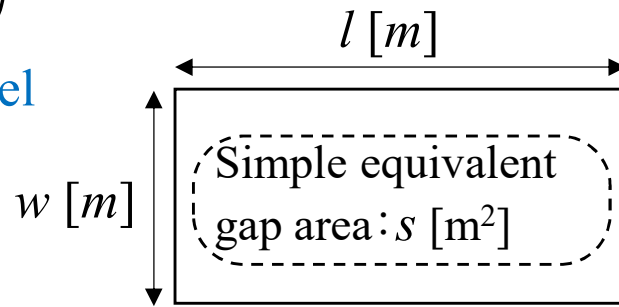 l [m]
el
w [m]
Simple equivalent
gap area:s [m²]